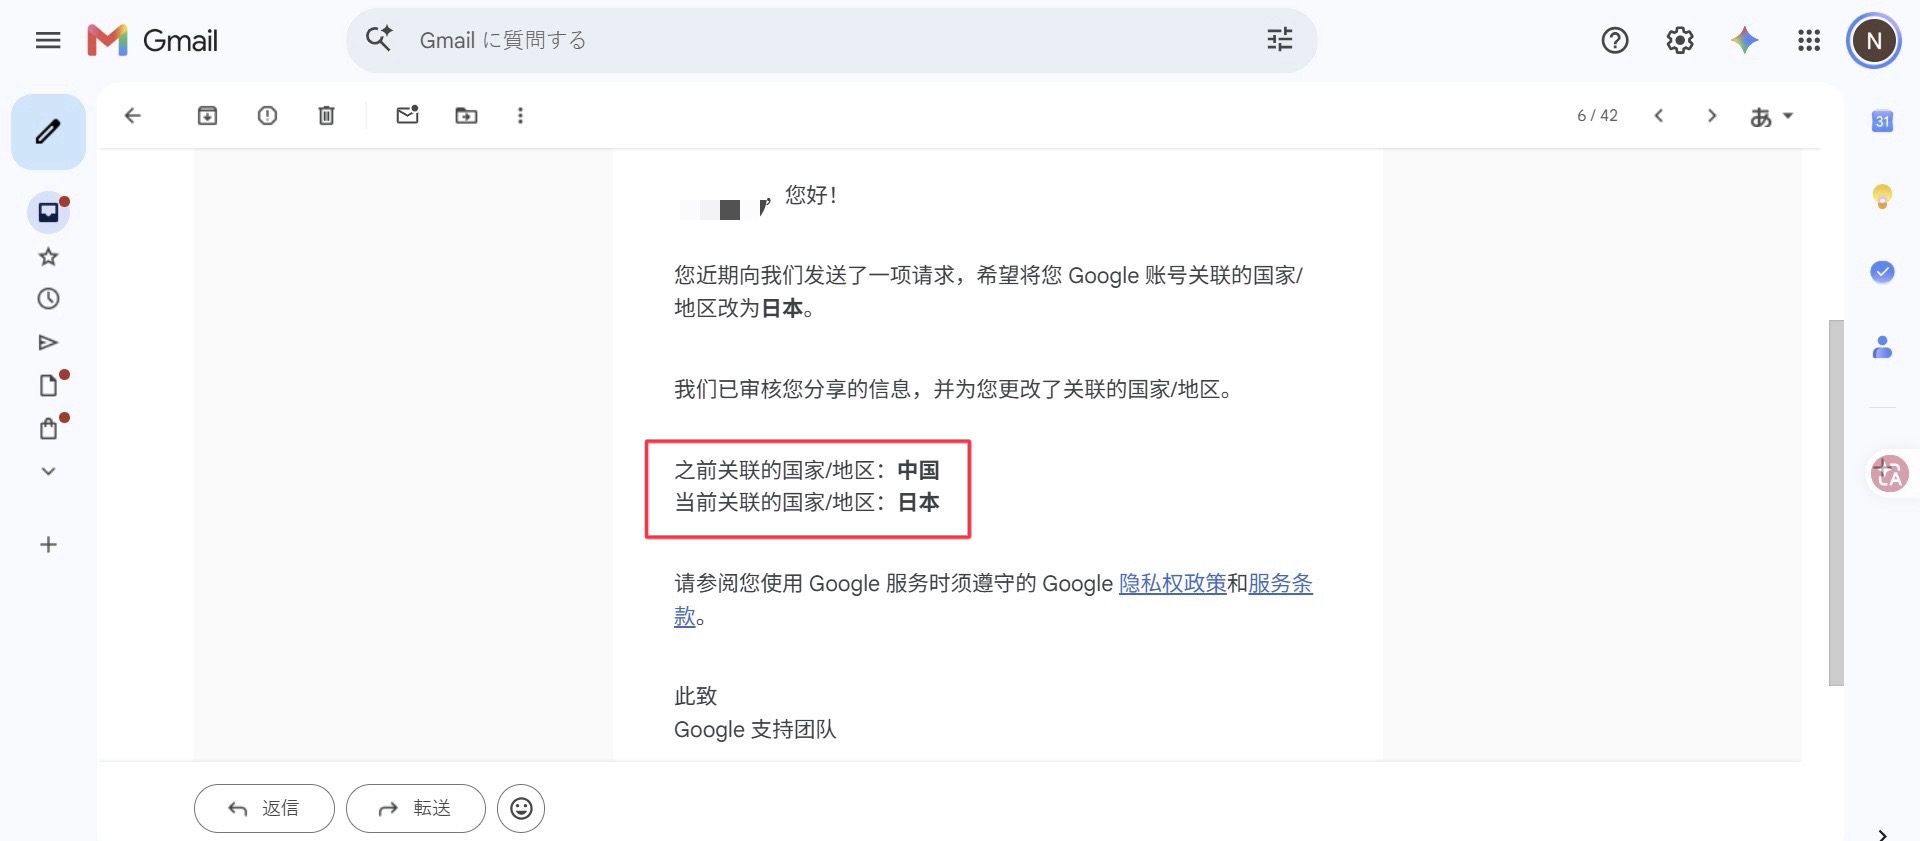 Gmail
Gmail に質問する
N
6 / 42
あ
31
，您好！
您近期向我们发送了一项请求，希望将您 Google 账号关联的国家/
地区改为日本。
我们已审核您分享的信息，并为您更改了关联的国家/地区。
之前关联的国家/地区：中国
当前关联的国家/地区：日本
请参阅您使用 Google 服务时须遵守的 Google 隐私权政策和服务条
款。
此致
Google 支持团队
返信
転送